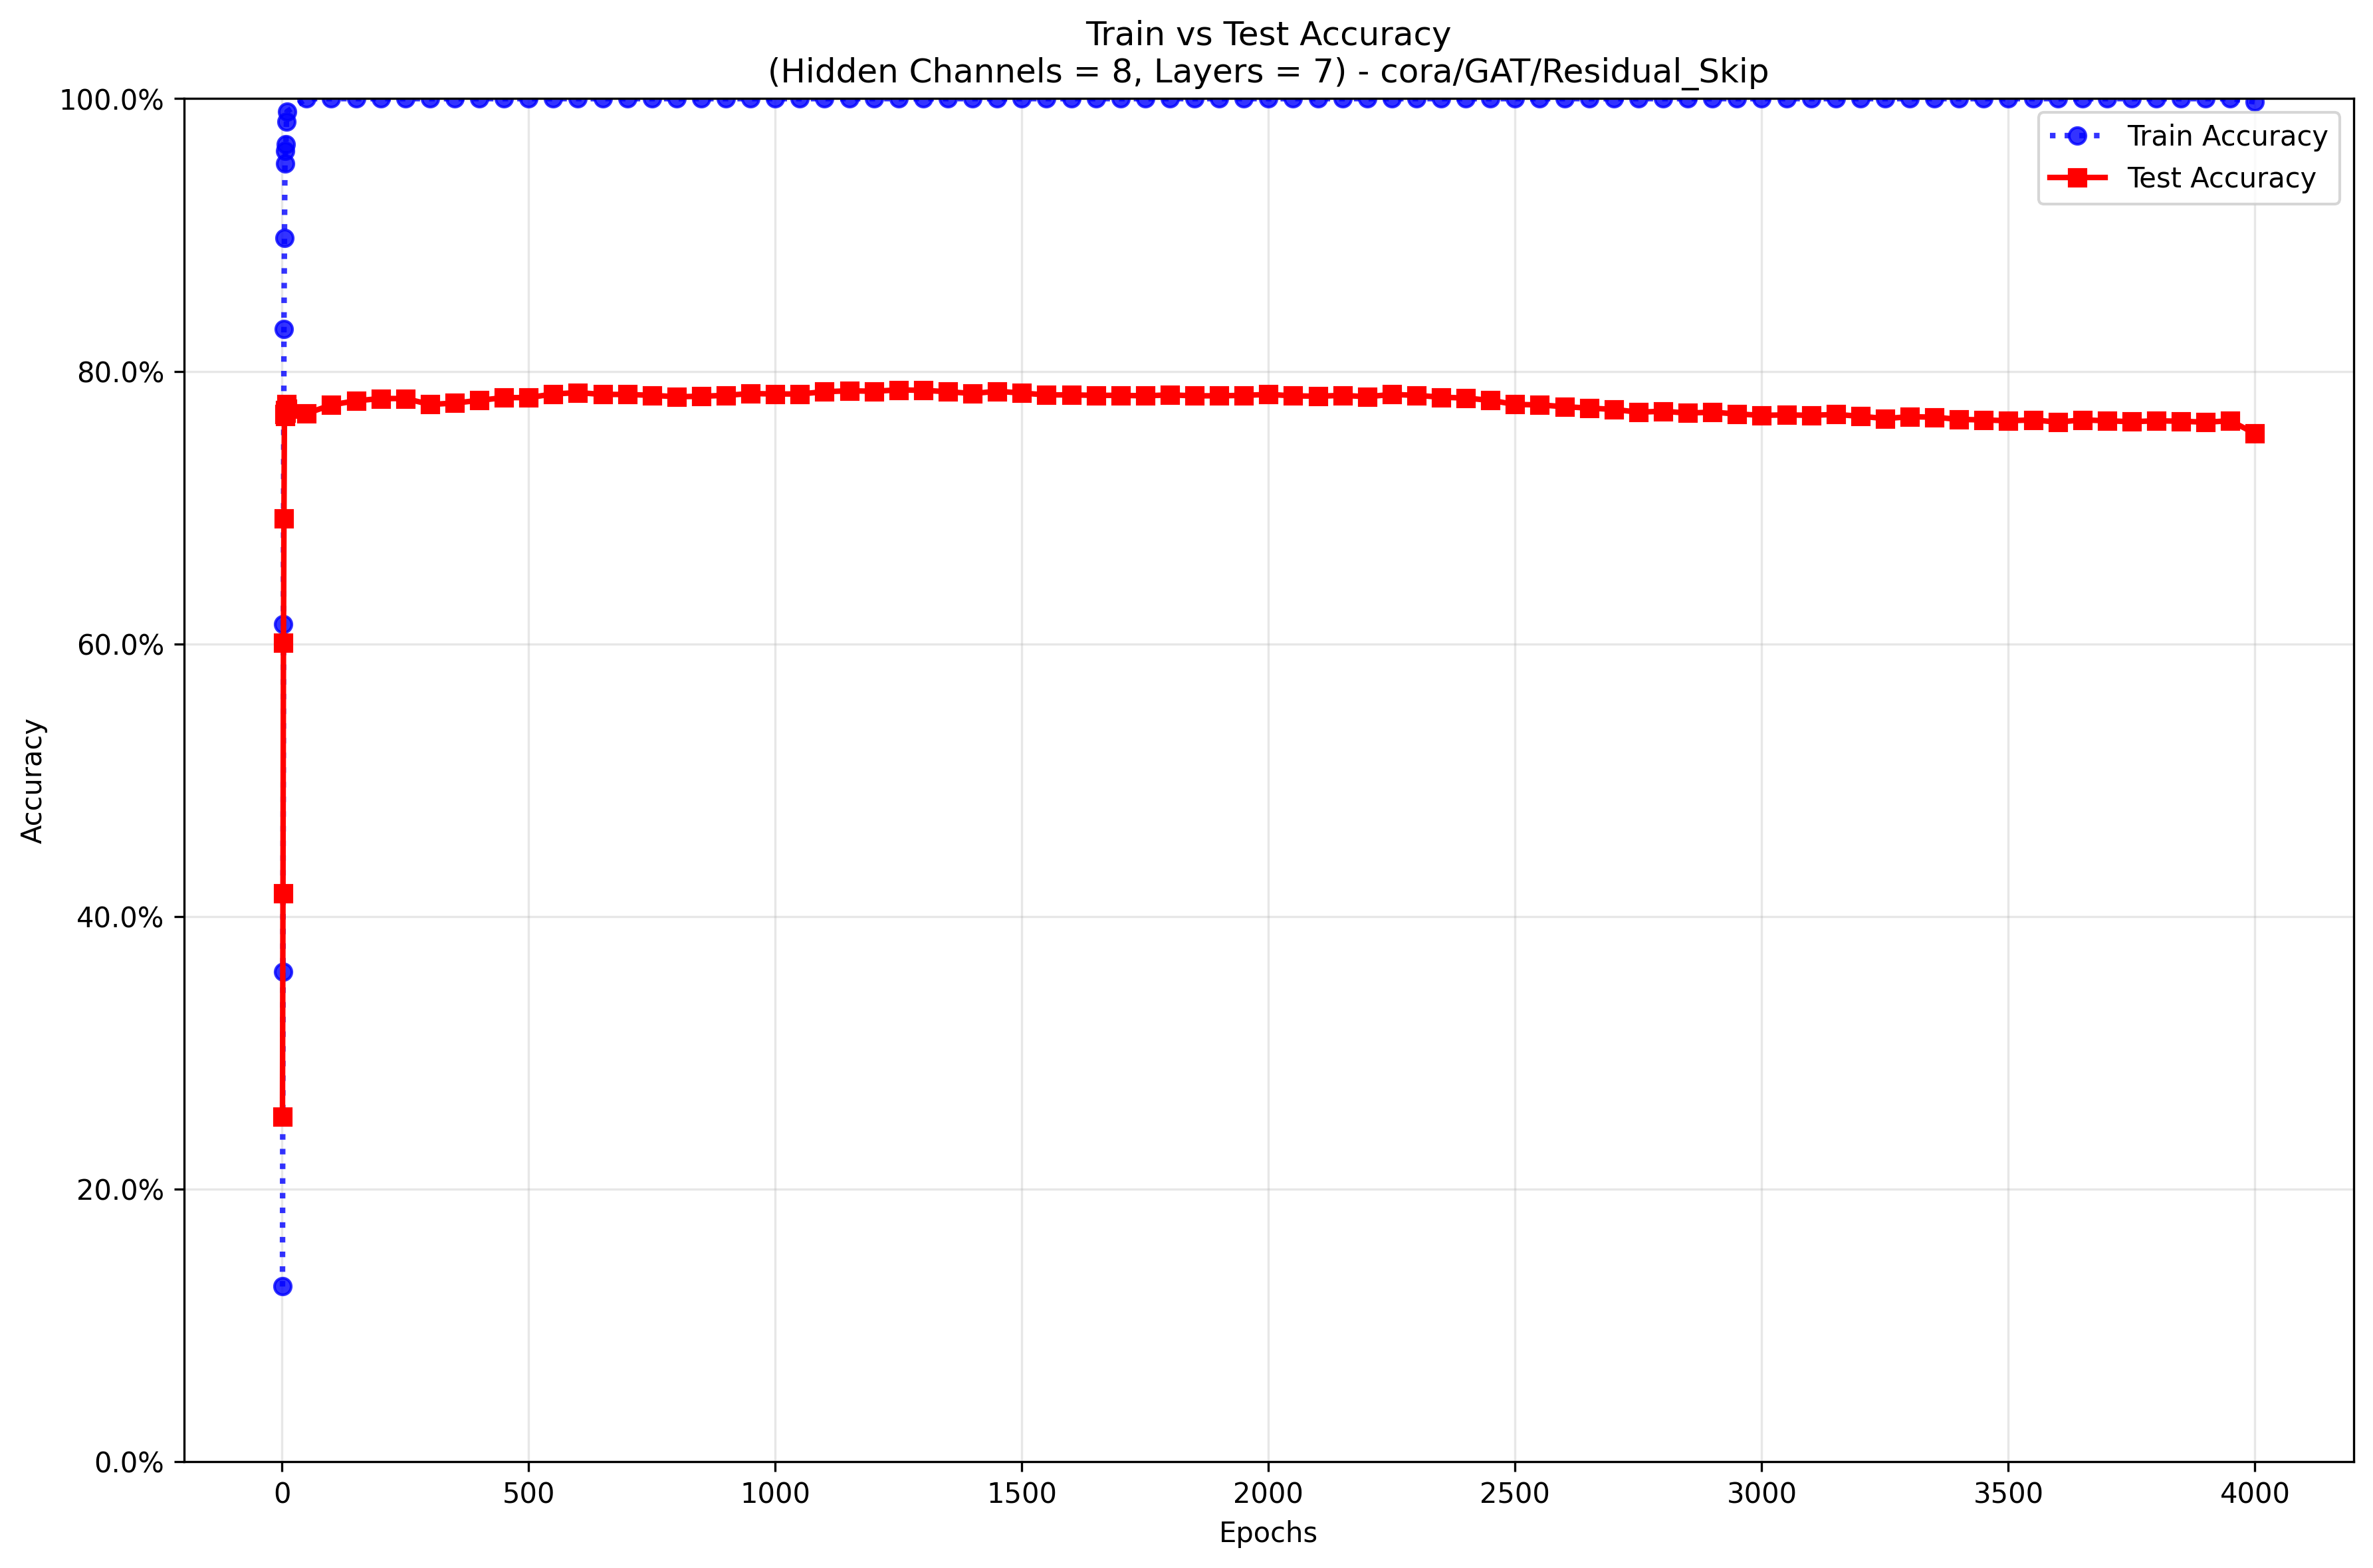 Train vs Test Accuracy
(Hidden Channels = 8, Layers = 7) - cora/GAT/Residual_Skip
100.0%
80.0%
60.0%
40.0%
20.0%
0.0%
Accuracy
Train Accuracy
Test Accuracy
0 500 1000 1500 2000 2500 3000 3500 4000
Epochs